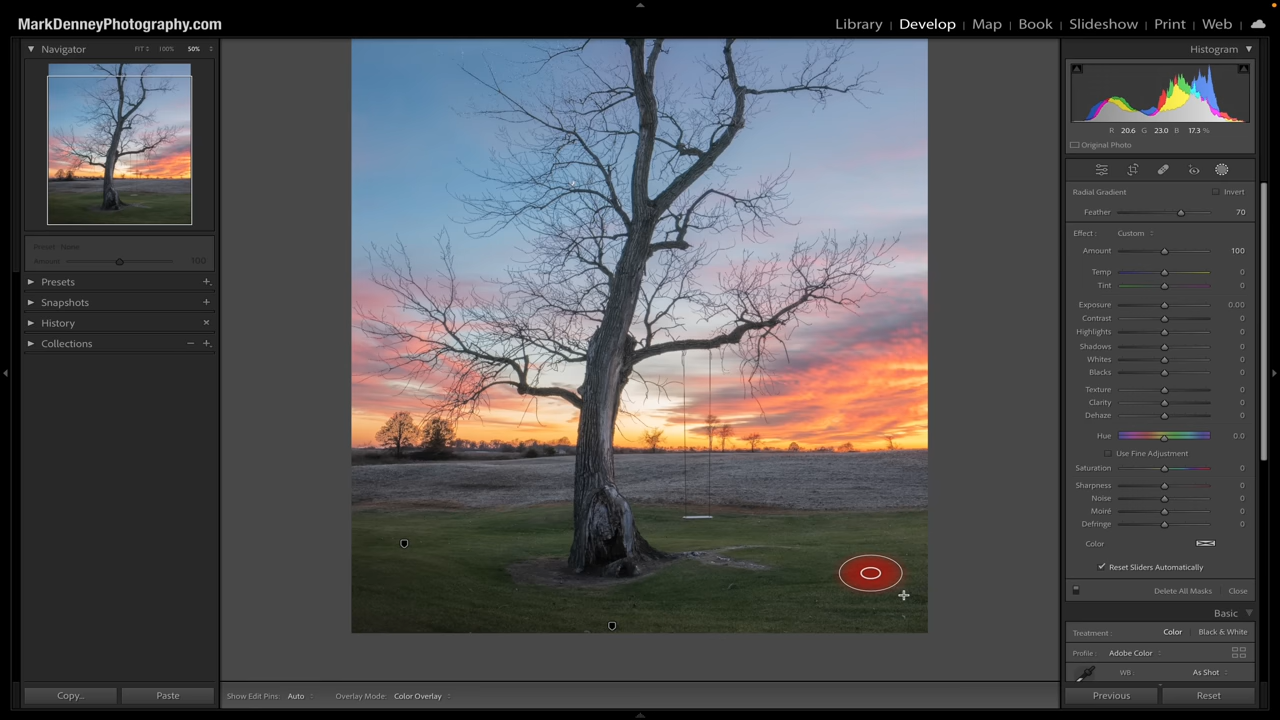 MarkDenneyPhotography.com
Library | Develop | Map | Book | Slideshow | Print | Web
Navigator FIT 100% 50%
Preset: None
Amount 100
Presets
Snapshots
History
Collections
Copy... Paste
Show Edit Pins: Auto Overlay Mode: Color Overlay
Histogram
R 20.6 G 23.0 B 17.3 %
Original Photo
Radial Gradient Invert
Feather 70
Effect: Custom
Amount 100
Temp 0
Tint 0
Exposure 0.00
Contrast 0
Highlights 0
Shadows 0
Whites 0
Blacks 0
Texture 0
Clarity 0
Dehaze 0
Hue 0.0
Use Fine Adjustment
Saturation 0
Sharpness 0
Noise 0
Moiré 0
Defringe 0
Color
Reset Sliders Automatically
Delete All Masks Close
Basic
Treatment: Color Black & White
Profile: Adobe Color
WB: As Shot
Previous Reset